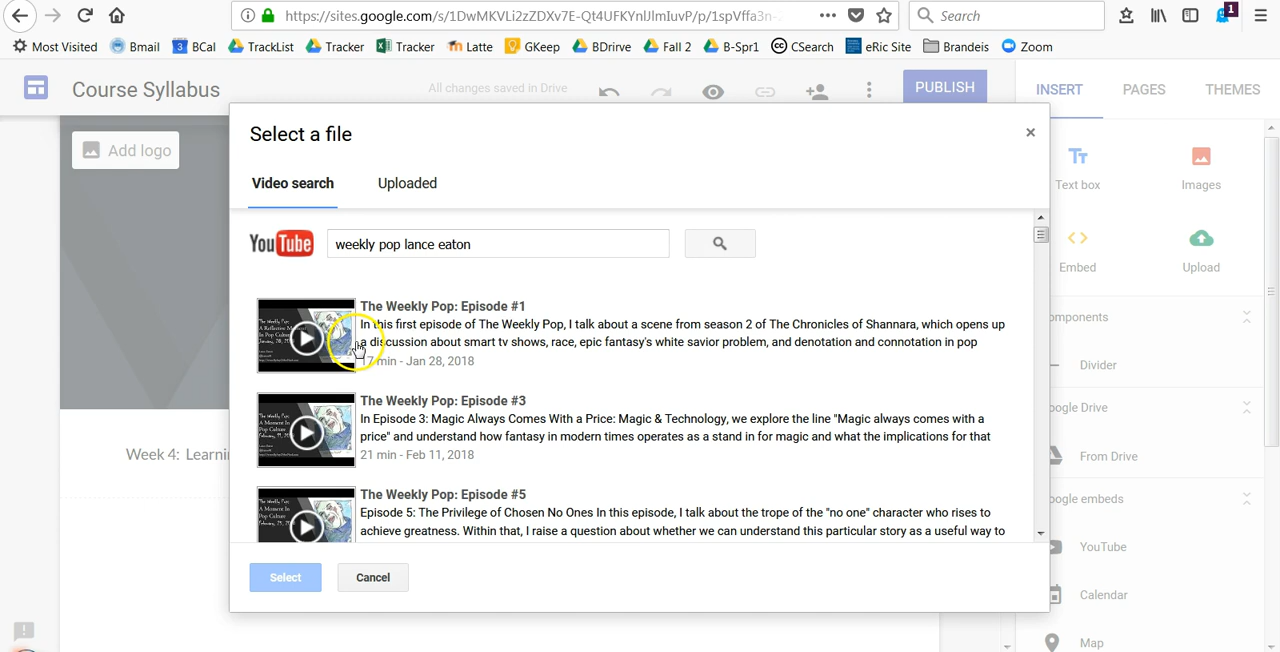 https://sites.google.com/s/1DwMKVLi2zZDXv7E-Qt4UFKYnlJlmIuvP/p/1spVffa3n-
Search
1
Most Visited Bmail BCal TrackList Tracker Tracker Latte GKeep BDrive Fall 2 B-Spr1 CSearch eRic Site Brandeis Zoom
Course Syllabus
All changes saved in Drive
PUBLISH
INSERT PAGES THEMES
Add logo
Select a file
×
Video search Uploaded
YouTube weekly pop lance eaton
The Weekly Pop: Episode #1
In this first episode of The Weekly Pop, I talk about a scene from season 2 of The Chronicles of Shannara, which opens up
a discussion about smart tv shows, race, epic fantasy's white savior problem, and denotation and connotation in pop
17 min - Jan 28, 2018
The Weekly Pop: Episode #3
In Episode 3: Magic Always Comes With a Price: Magic & Technology, we explore the line "Magic always comes with a
price" and understand how fantasy in modern times operates as a stand in for magic and what the implications for that
21 min - Feb 11, 2018
The Weekly Pop: Episode #5
Episode 5: The Privilege of Chosen No Ones In this episode, I talk about the trope of the "no one" character who rises to
achieve greatness. Within that, I raise a question about whether we can understand this particular story as a useful way to
Select Cancel
Week 4: Learni
Tt
Text box Images
Embed Upload
omponents
Divider
oogle Drive
From Drive
oogle embeds
YouTube
Calendar
Map